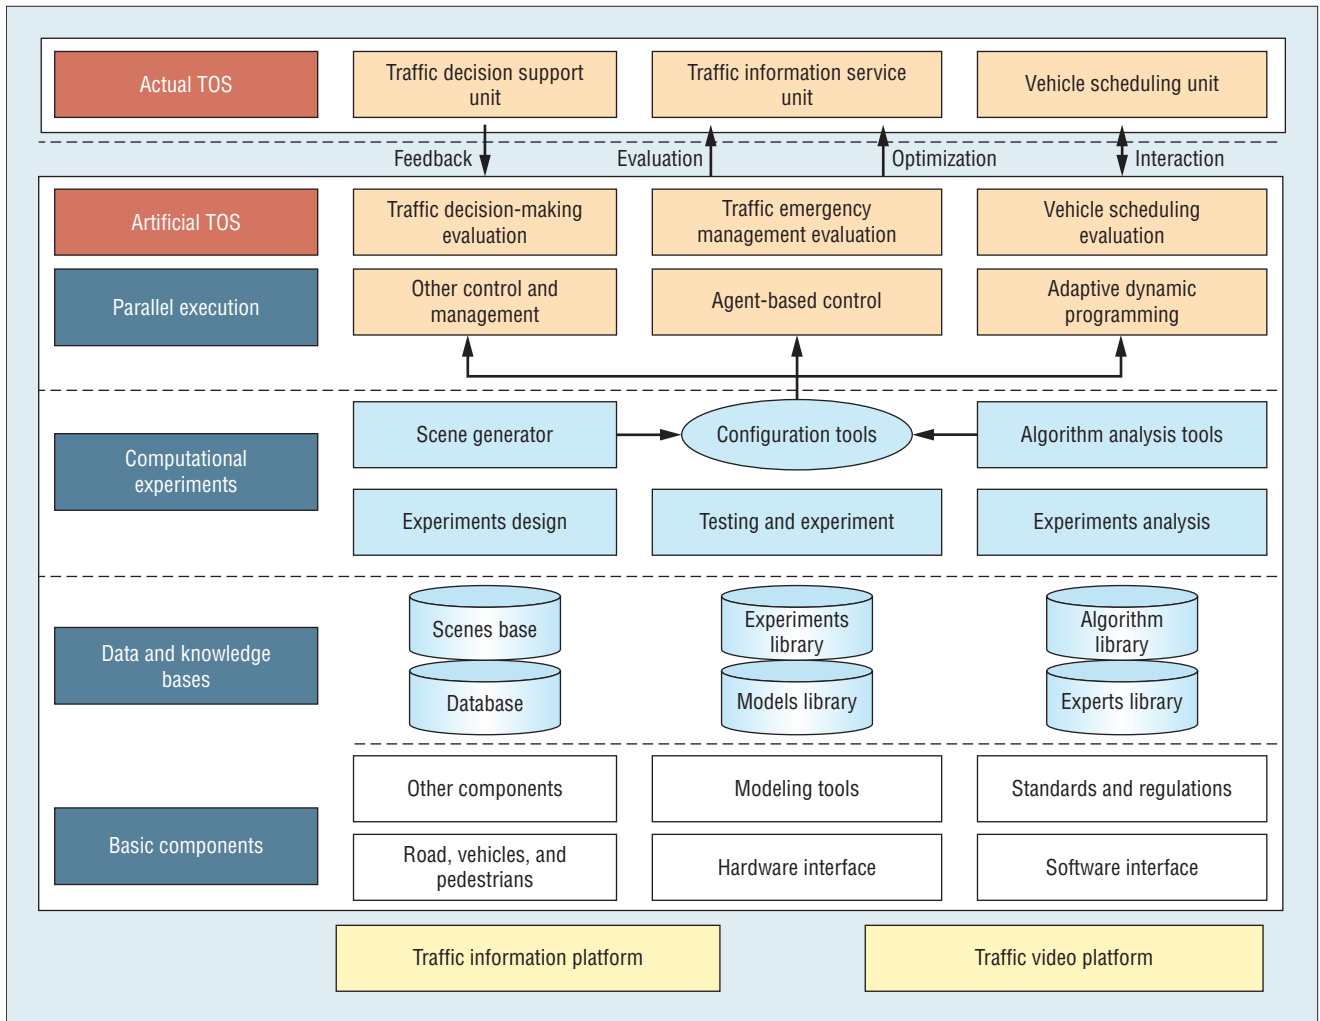 Actual TOS
Traffic decision support
unit
Traffic information service
unit
Vehicle scheduling unit
Feedback
Evaluation
Optimization
Interaction
Artificial TOS
Traffic decision-making
evaluation
Traffic emergency
management evaluation
Vehicle scheduling
evaluation
Parallel execution
Other control and
management
Agent-based control
Adaptive dynamic
programming
Computational
experiments
Scene generator
Configuration tools
Algorithm analysis tools
Experiments design
Testing and experiment
Experiments analysis
Data and knowledge
bases
Scenes base
Experiments
library
Algorithm
library
Database
Models library
Experts library
Basic components
Other components
Modeling tools
Standards and regulations
Road, vehicles, and
pedestrians
Hardware interface
Software interface
Traffic information platform
Traffic video platform